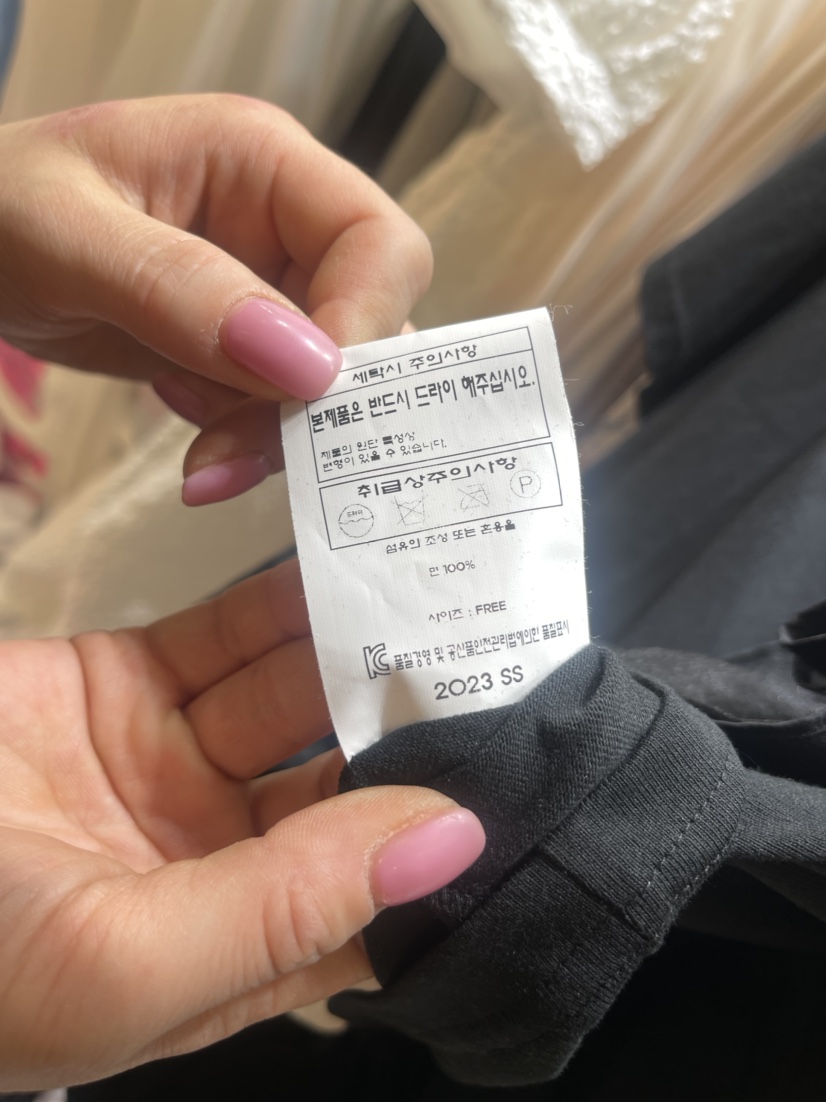 세탁시 주의사항
본제품은 반드시 드라이 해주십시오.
제품의 원단 특성상
변형이 있을 수 있습니다.
취급상주의사항
드라이
P
섬유의 조성 또는 혼용율
면 100%
사이즈 : FREE
품질경영 및 공산품안전관리법에의한 품질표시
2023 SS